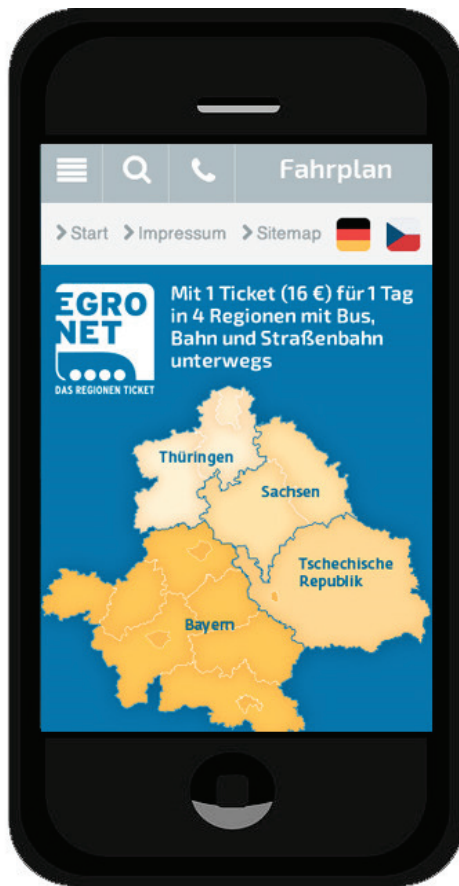 Fahrplan
Start Impressum Sitemap
EGRO
NET
DAS REGIONEN TICKET
Mit 1 Ticket (16 €) für 1 Tag
in 4 Regionen mit Bus,
Bahn und Straßenbahn
unterwegs
Thüringen
Sachsen
Tschechische
Republik
Bayern